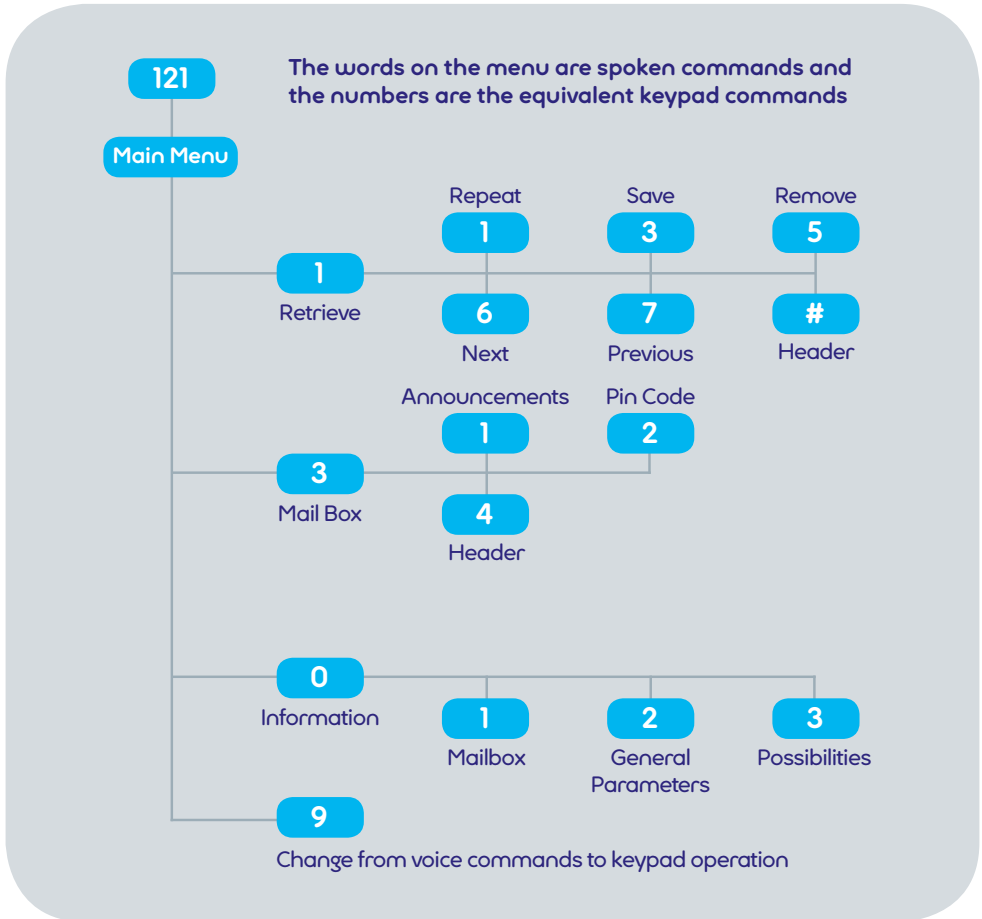 121
The words on the menu are spoken commands and
the numbers are the equivalent keypad commands
Main Menu
Repeat
Save
Remove
1
3
5
1
Retrieve
6
7
#
Next
Previous
Header
Announcements
Pin Code
1
2
3
Mail Box
4
Header
0
Information
1
2
3
Mailbox
General
Parameters
Possibilities
9
Change from voice commands to keypad operation